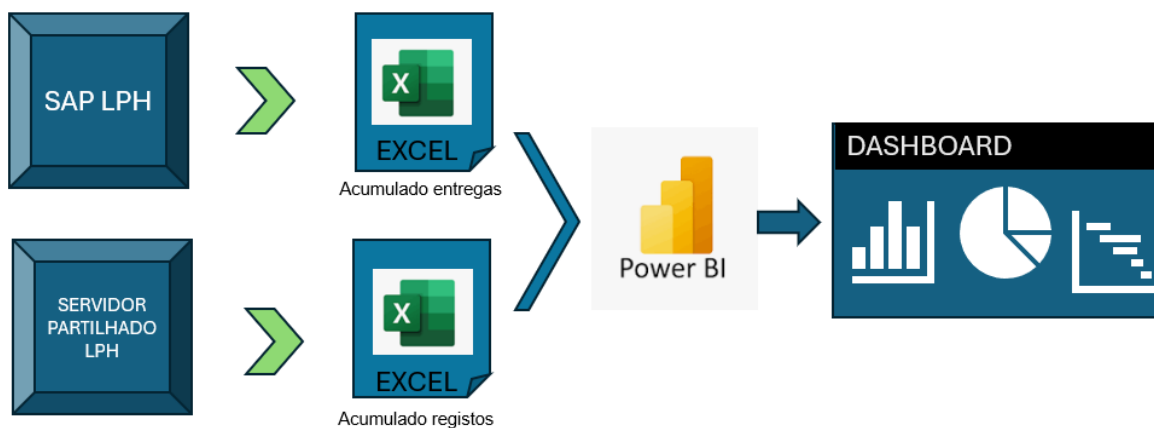 SAP LPH
X
EXCEL
Acumulado entregas
SERVIDOR
PARTILHADO
LPH
X
EXCEL
Acumulado registos
Power BI
DASHBOARD